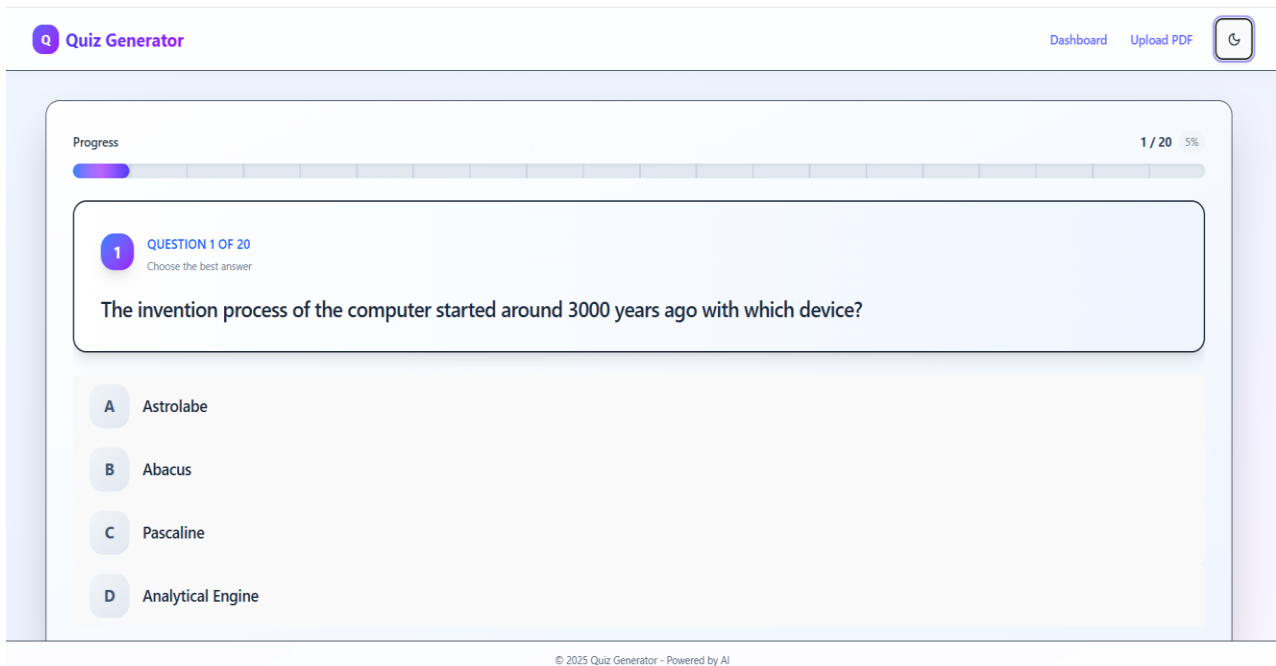 Q Quiz Generator
Dashboard Upload PDF
Progress
1 / 20 5%
1
QUESTION 1 OF 20
Choose the best answer
The invention process of the computer started around 3000 years ago with which device?
A Astrolabe
B Abacus
C Pascaline
D Analytical Engine
© 2025 Quiz Generator - Powered by AI